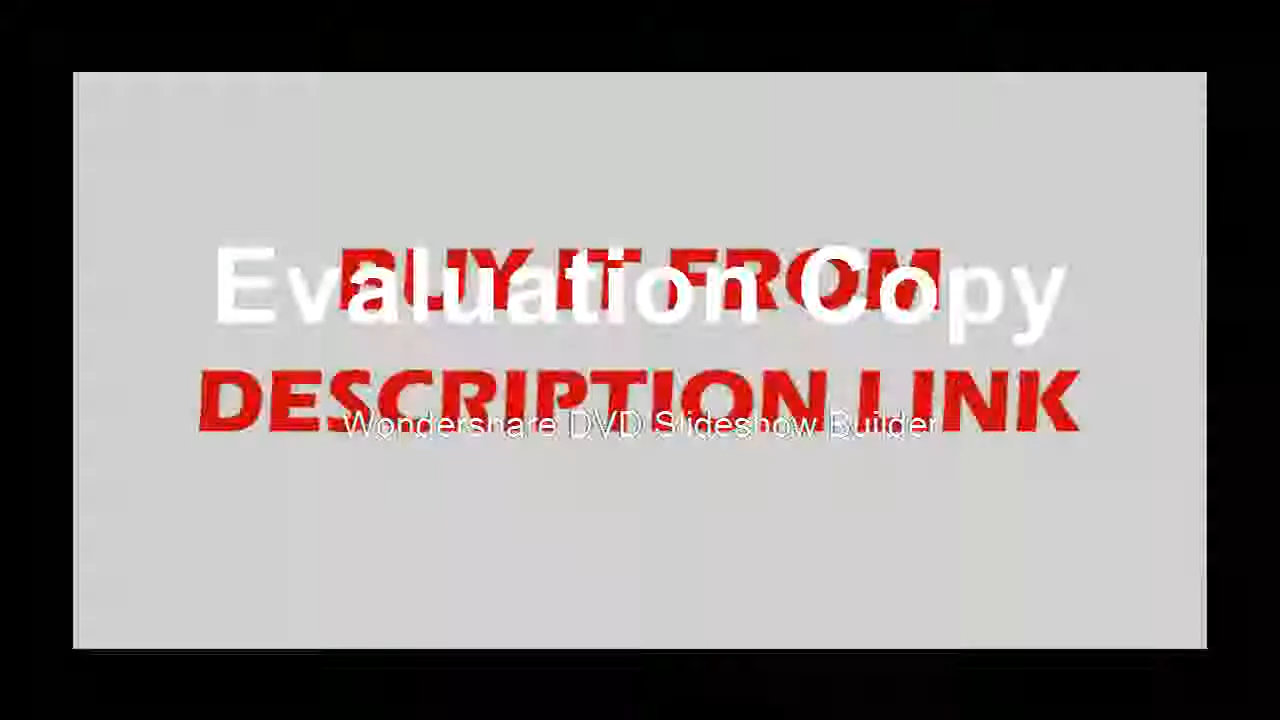 Evaluation Copy
BUY IT FROM
DESCRIPTION LINK
Wondershare DVD Slideshow Builder